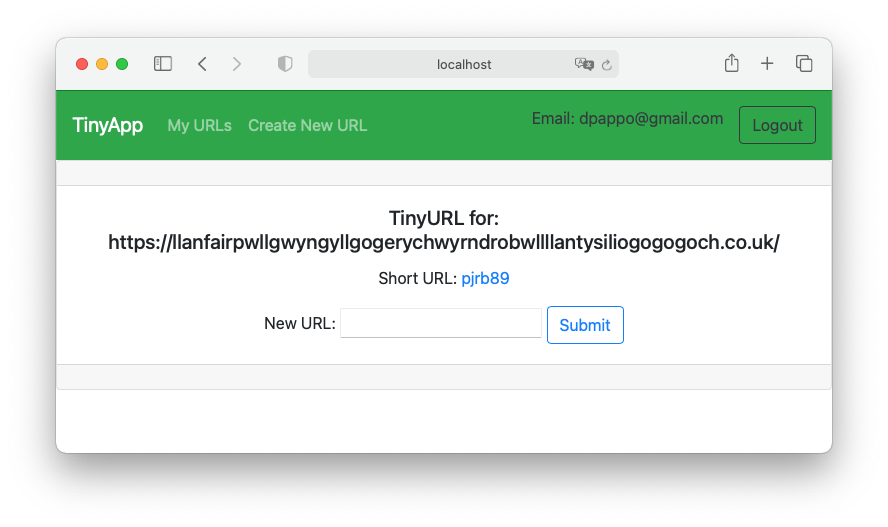 localhost
TinyApp My URLs Create New URL Email: dpappo@gmail.com Logout
TinyURL for:
https://llanfairpwllgwyngyllgogerychwyrndrobwllllantysiliogogogoch.co.uk/
Short URL: pjrb89
New URL: Submit